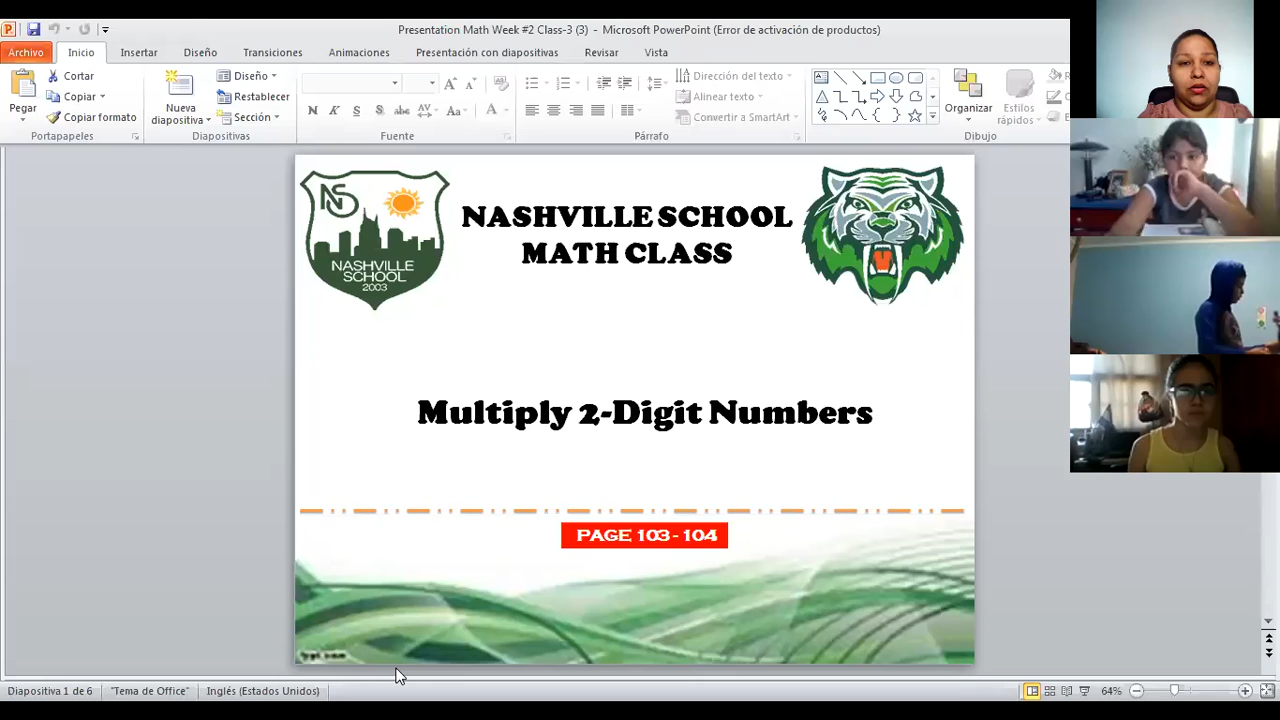 Presentation Math Week #2 Class-3 (3) - Microsoft PowerPoint (Error de activación de productos)
Archivo Inicio Insertar Diseño Transiciones Animaciones Presentación con diapositivas Revisar Vista
Pegar
Cortar
Copiar
Copiar formato
Portapapeles
Nueva diapositiva
Diseño
Restablecer
Sección
Diapositivas
N K S S abc AV Aa A
Fuente
Dirección del texto
Alinear texto
Convertir a SmartArt
Párrafo
Organizar
Estilos rápidos
Dibujo
NS
NASHVILLE
SCHOOL
2003
NASHVILLE SCHOOL
MATH CLASS
Multiply 2-Digit Numbers
PAGE 103 - 104
Diapositiva 1 de 6 "Tema de Office" Inglés (Estados Unidos) 64%